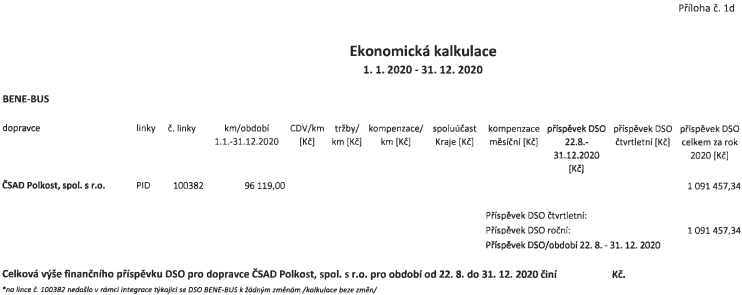 Příloha č. 1d
Ekonomická kalkulace
1. 1. 2020 - 31. 12. 2020
BENE-BUS
dopravce linky č. linky km/období CDV/km tržby/ kompenzace/ spoluúčast kompenzace příspěvek DSO příspěvek DSO příspěvek DSO
1.1.-31.12.2020 [Kč] km [Kč] km [Kč] Kraje [Kč] měsíční [Kč] 22.8.- čtvrtletní [Kč] celkem za rok
31.12.2020 2020 [Kč]
[Kč]
ČSAD Polkost, spol. s r.o. PID 100382 96 119,00 1 091 457,34
Příspěvek DSO čtvrtletní:
Příspěvek DSO roční: 1 091 457,34
Příspěvek DSO/období 22. 8. - 31. 12. 2020
Celková výše finančního příspěvku DSO pro dopravce ČSAD Polkost, spol. s r.o. pro období od 22. 8. do 31. 12. 2020 činí Kč.
*na lince č. 100382 nedošlo v rámci integrace týkající se DSO BENE-BUS k žádným změnám /kalkulace beze změn/